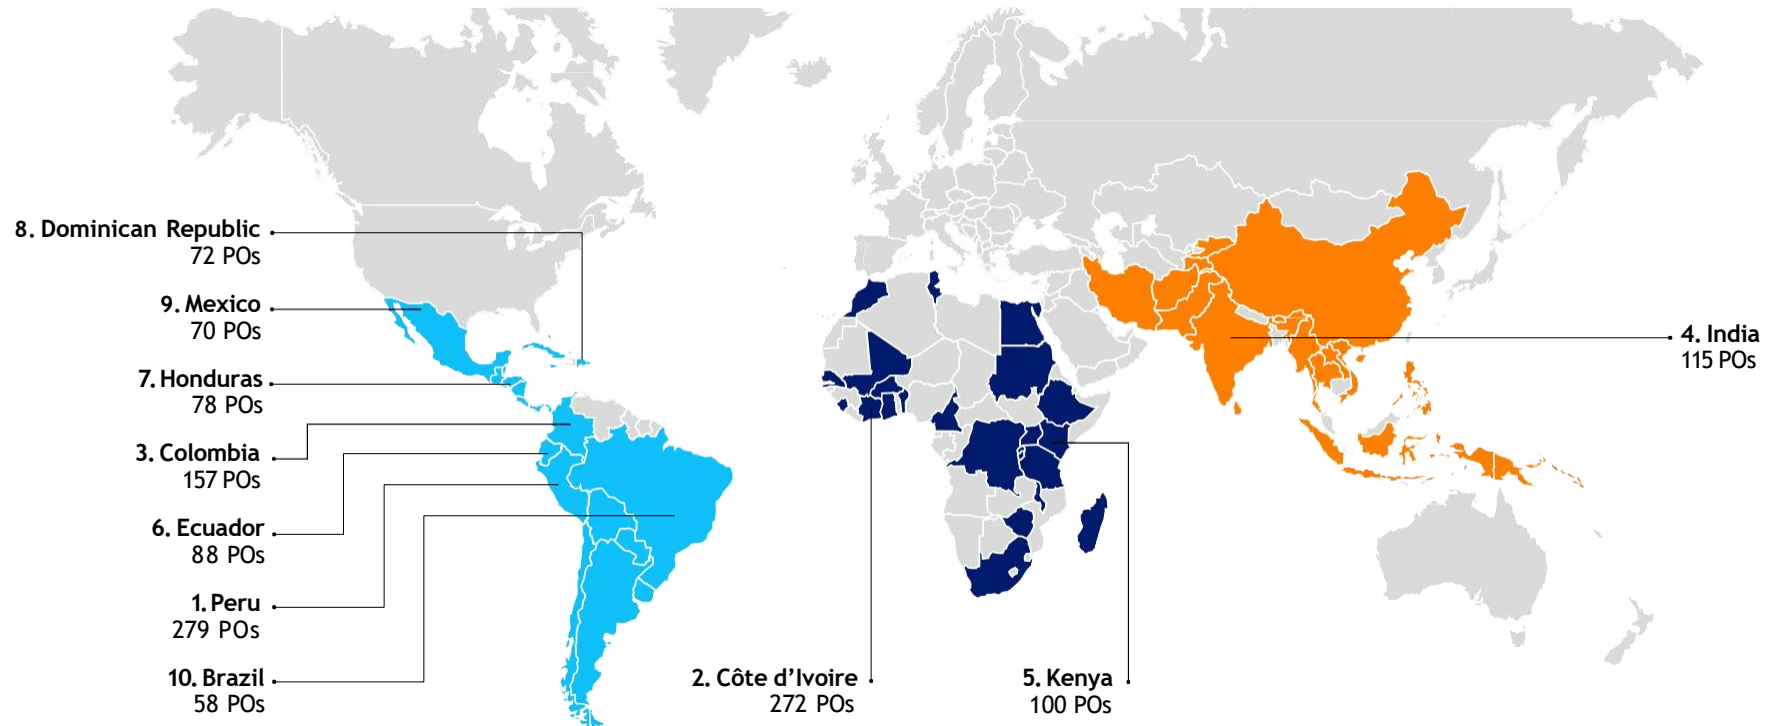 8. Dominican Republic
72 POs
9. Mexico
70 POs
7. Honduras
78 POs
3. Colombia
157 POs
6. Ecuador
88 POs
1. Peru
279 POs
10. Brazil
58 POs
2. Côte d’Ivoire
272 POs
5. Kenya
100 POs
4. India
115 POs